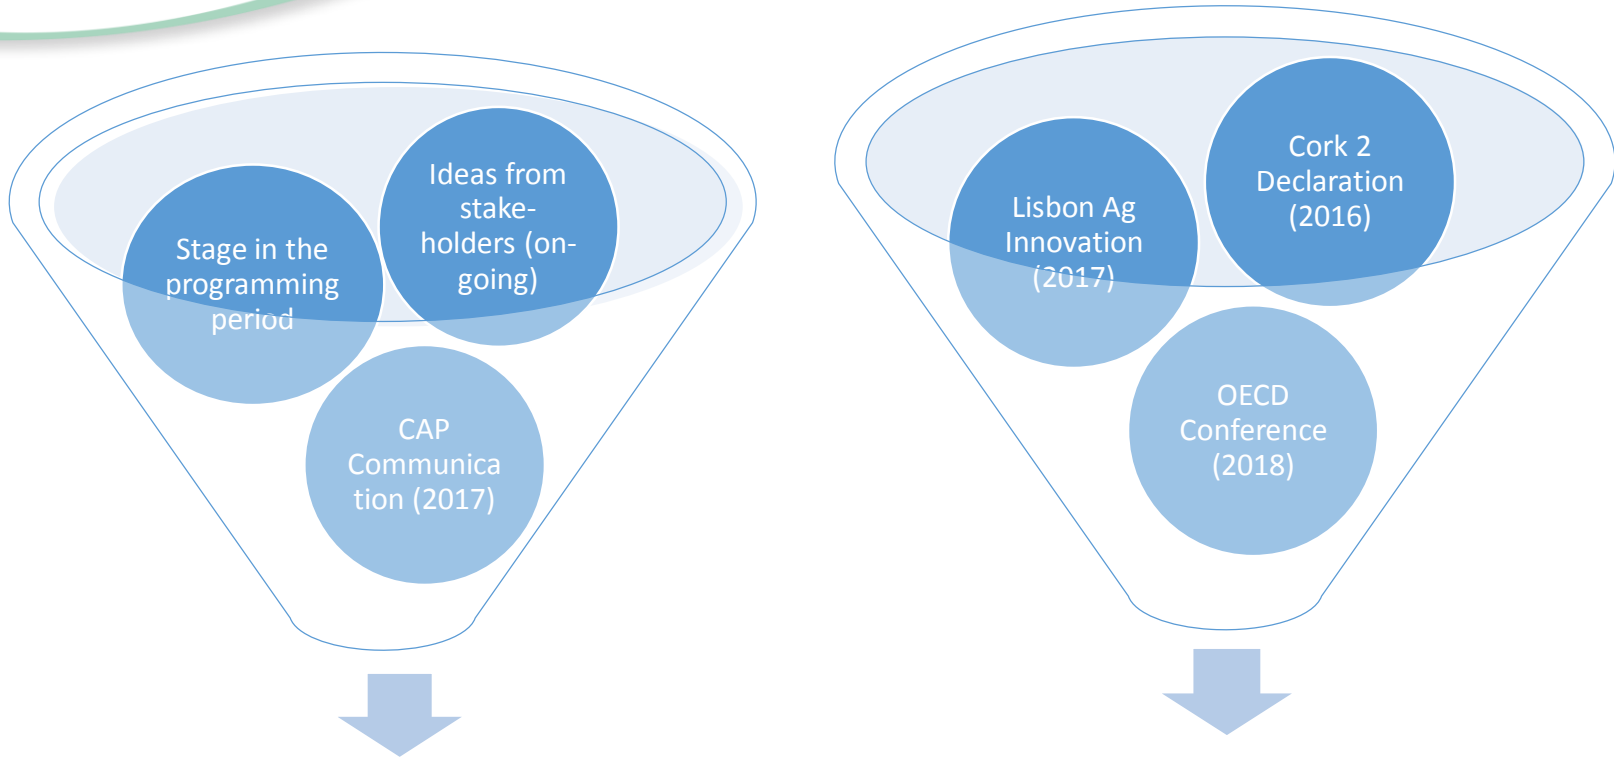 Stage in the
programming
period
Ideas from
stake-
holders (on-
going)
CAP
Communica
tion (2017)
Lisbon Ag
Innovation
(2017)
Cork 2
Declaration
(2016)
OECD
Conference
(2018)